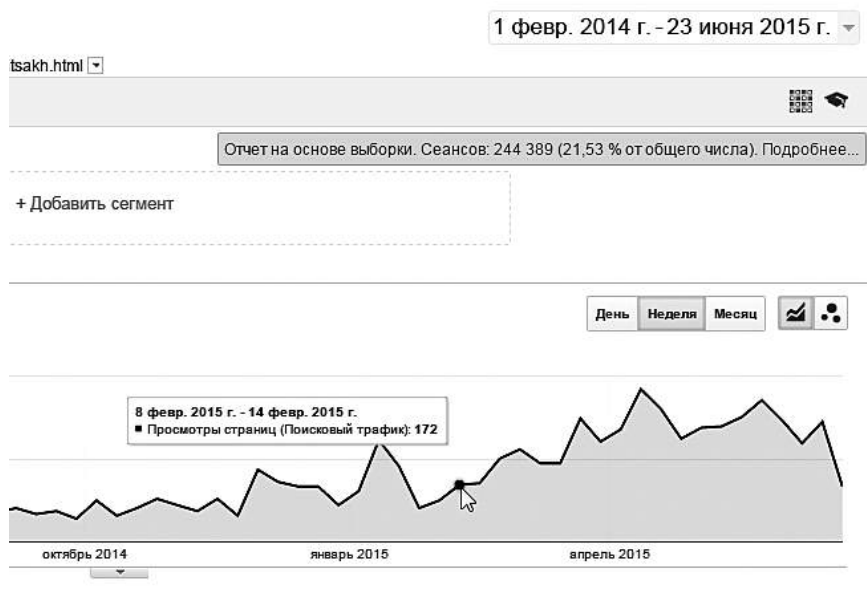 1 февр. 2014 г. - 23 июня 2015 г.
tsakh.html
Отчет на основе выборки. Сеансов: 244 389 (21,53 % от общего числа). Подробнее...
+ Добавить сегмент
День Неделя Месяц
8 февр. 2015 г. - 14 февр. 2015 г.
Просмотры страниц (Поисковый трафик): 172
октябрь 2014 январь 2015 апрель 2015